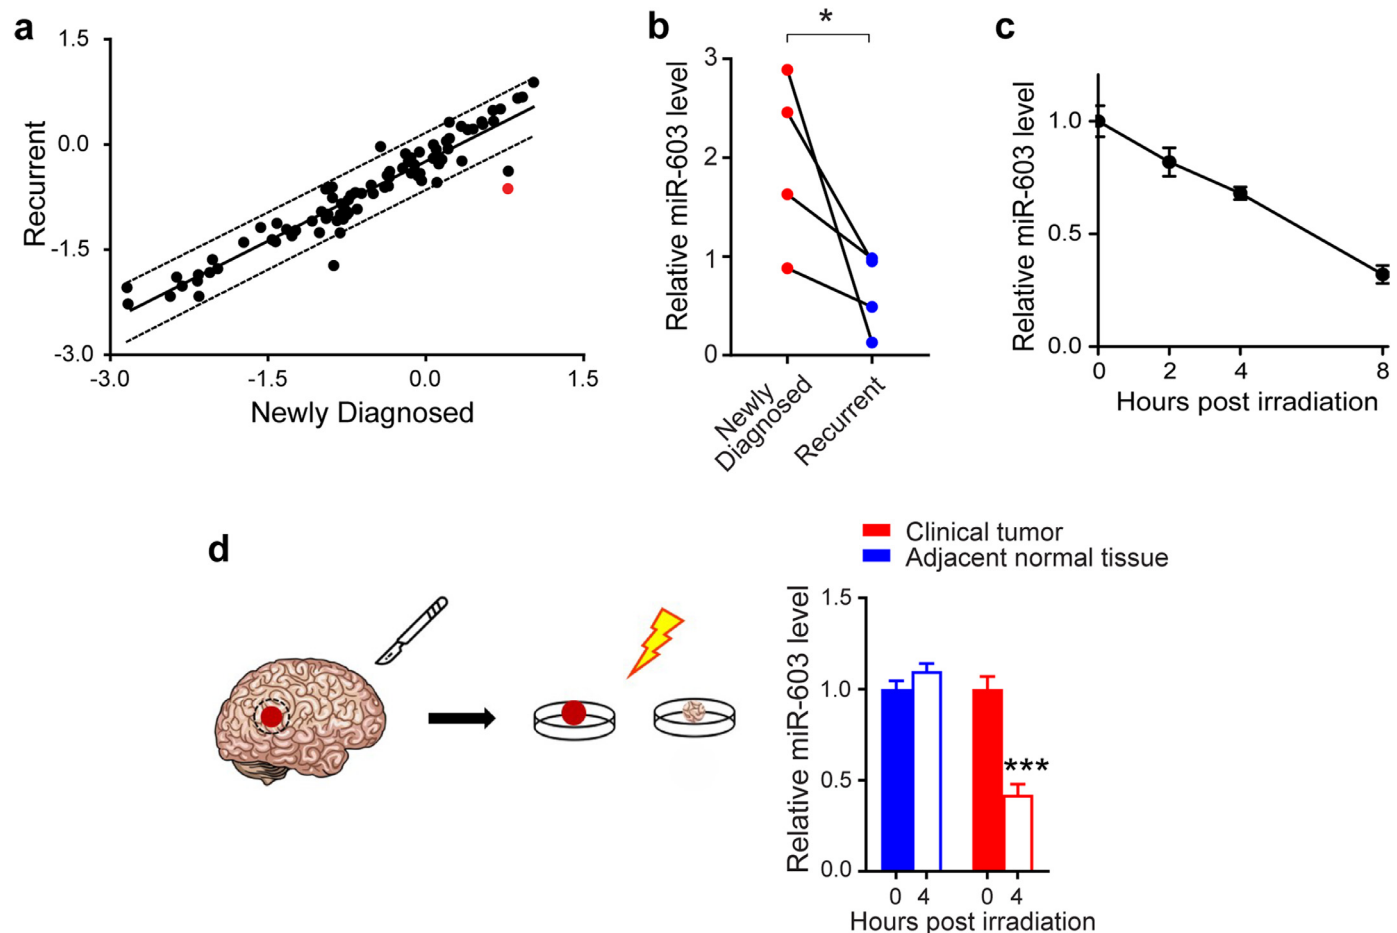 a
1.5
0.0
-1.5
-3.0
Recurrent
-3.0 -1.5 0.0 1.5
Newly Diagnosed
b
*
3
2
1
0
Relative miR-603 level
Newly
Diagnosed
Recurrent
c
1.0
0.5
0.0
Relative miR-603 level
0 2 4 8
Hours post irradiation
d
Clinical tumor
Adjacent normal tissue
1.5
1.0
0.5
0.0
Relative miR-603 level
***
0 4 0 4
Hours post irradiation